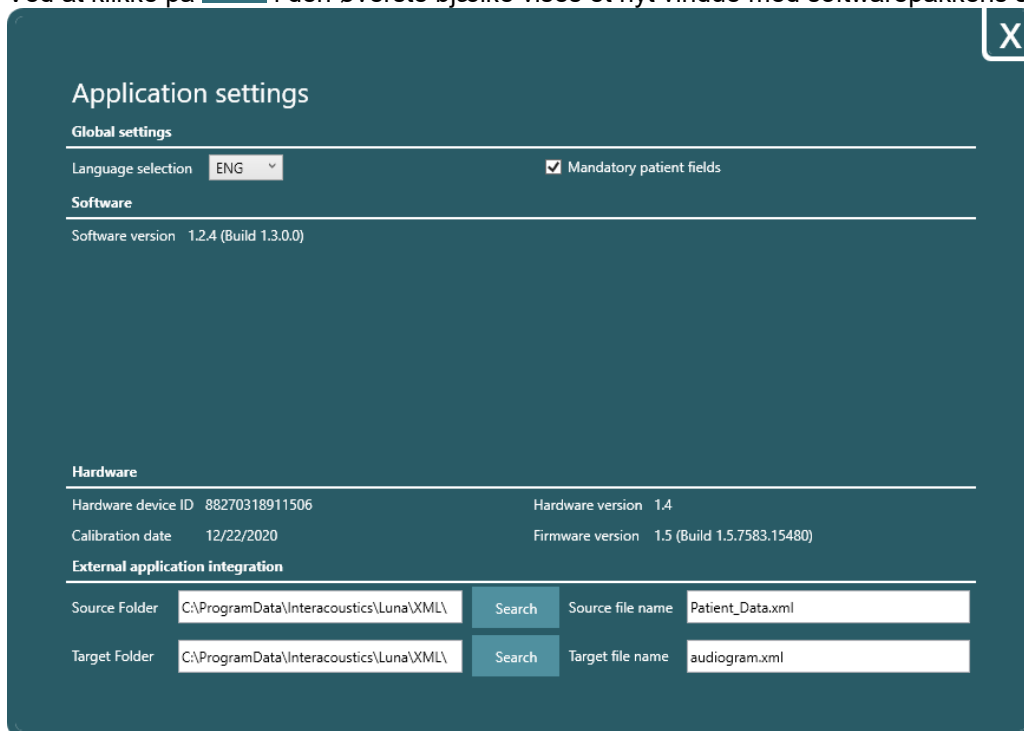 X
Application settings
Global settings
Language selection ENG Mandatory patient fields
Software
Software version 1.2.4 (Build 1.3.0.0)
Hardware
Hardware device ID 88270318911506 Hardware version 1.4
Calibration date 12/22/2020 Firmware version 1.5 (Build 1.5.7583.15480)
External application integration
Source Folder C:\ProgramData\Interacoustics\Luna\XML\ Search Source file name Patient_Data.xml
Target Folder C:\ProgramData\Interacoustics\Luna\XML\ Search Target file name audiogram.xml